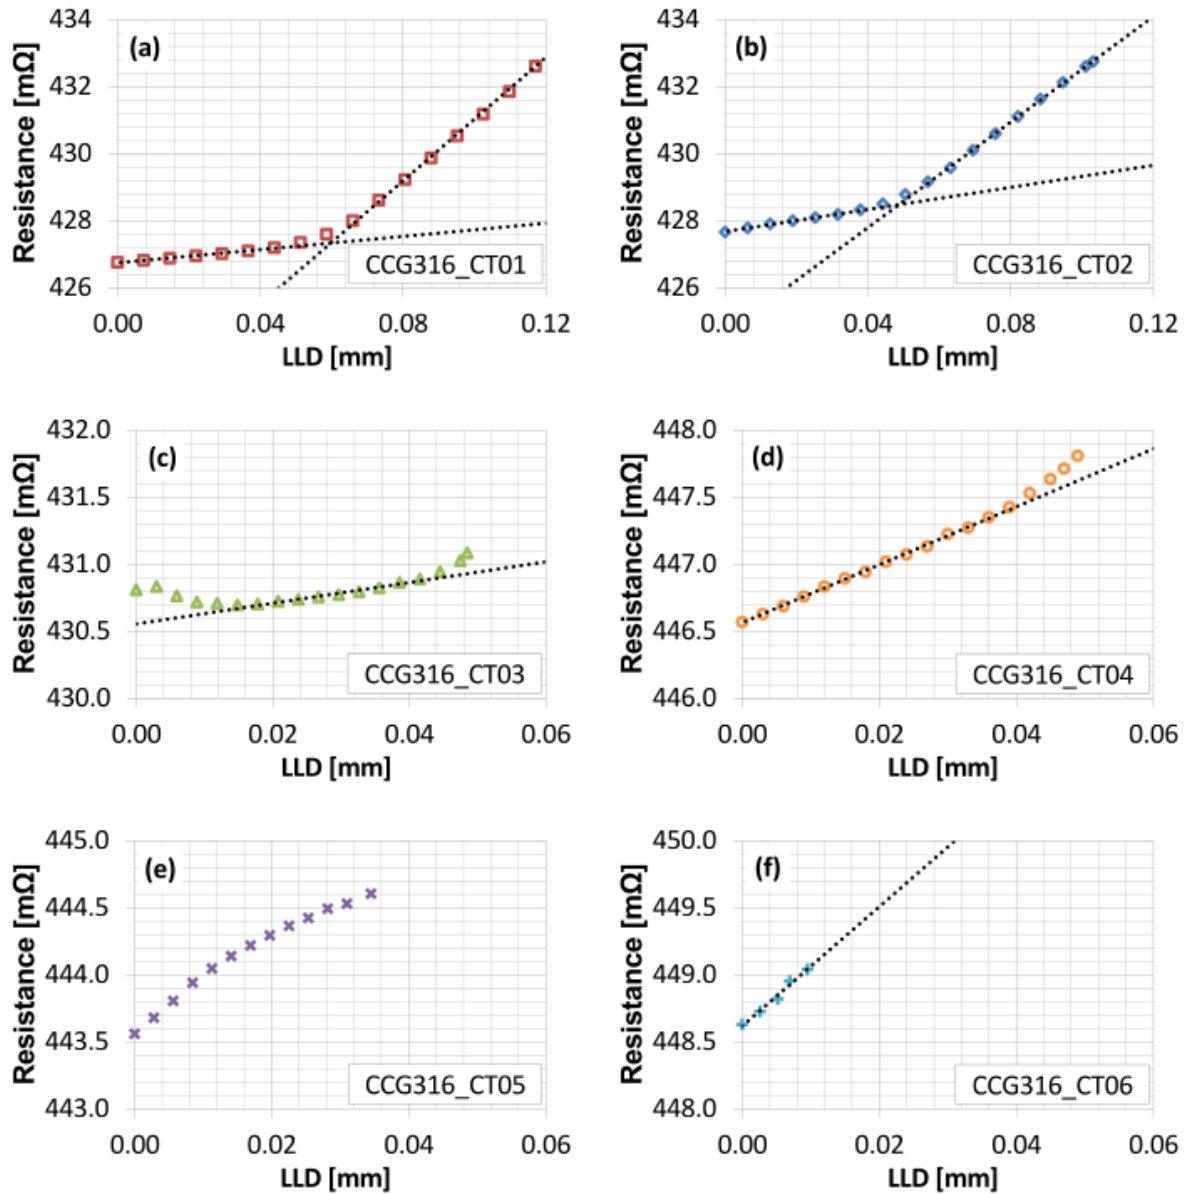 (a)
Resistance [mΩ]
434
432
430
428
426
CCG316_CT01
0.00 0.04 0.08 0.12
LLD [mm]
(b)
Resistance [mΩ]
434
432
430
428
426
CCG316_CT02
0.00 0.04 0.08 0.12
LLD [mm]
(c)
Resistance [mΩ]
432.0
431.5
431.0
430.5
430.0
CCG316_CT03
0.00 0.02 0.04 0.06
LLD [mm]
(d)
Resistance [mΩ]
448.0
447.5
447.0
446.5
446.0
CCG316_CT04
0.00 0.02 0.04 0.06
LLD [mm]
(e)
Resistance [mΩ]
445.0
444.5
444.0
443.5
443.0
CCG316_CT05
0.00 0.02 0.04 0.06
LLD [mm]
(f)
Resistance [mΩ]
450.0
449.5
449.0
448.5
448.0
CCG316_CT06
0.00 0.02 0.04 0.06
LLD [mm]